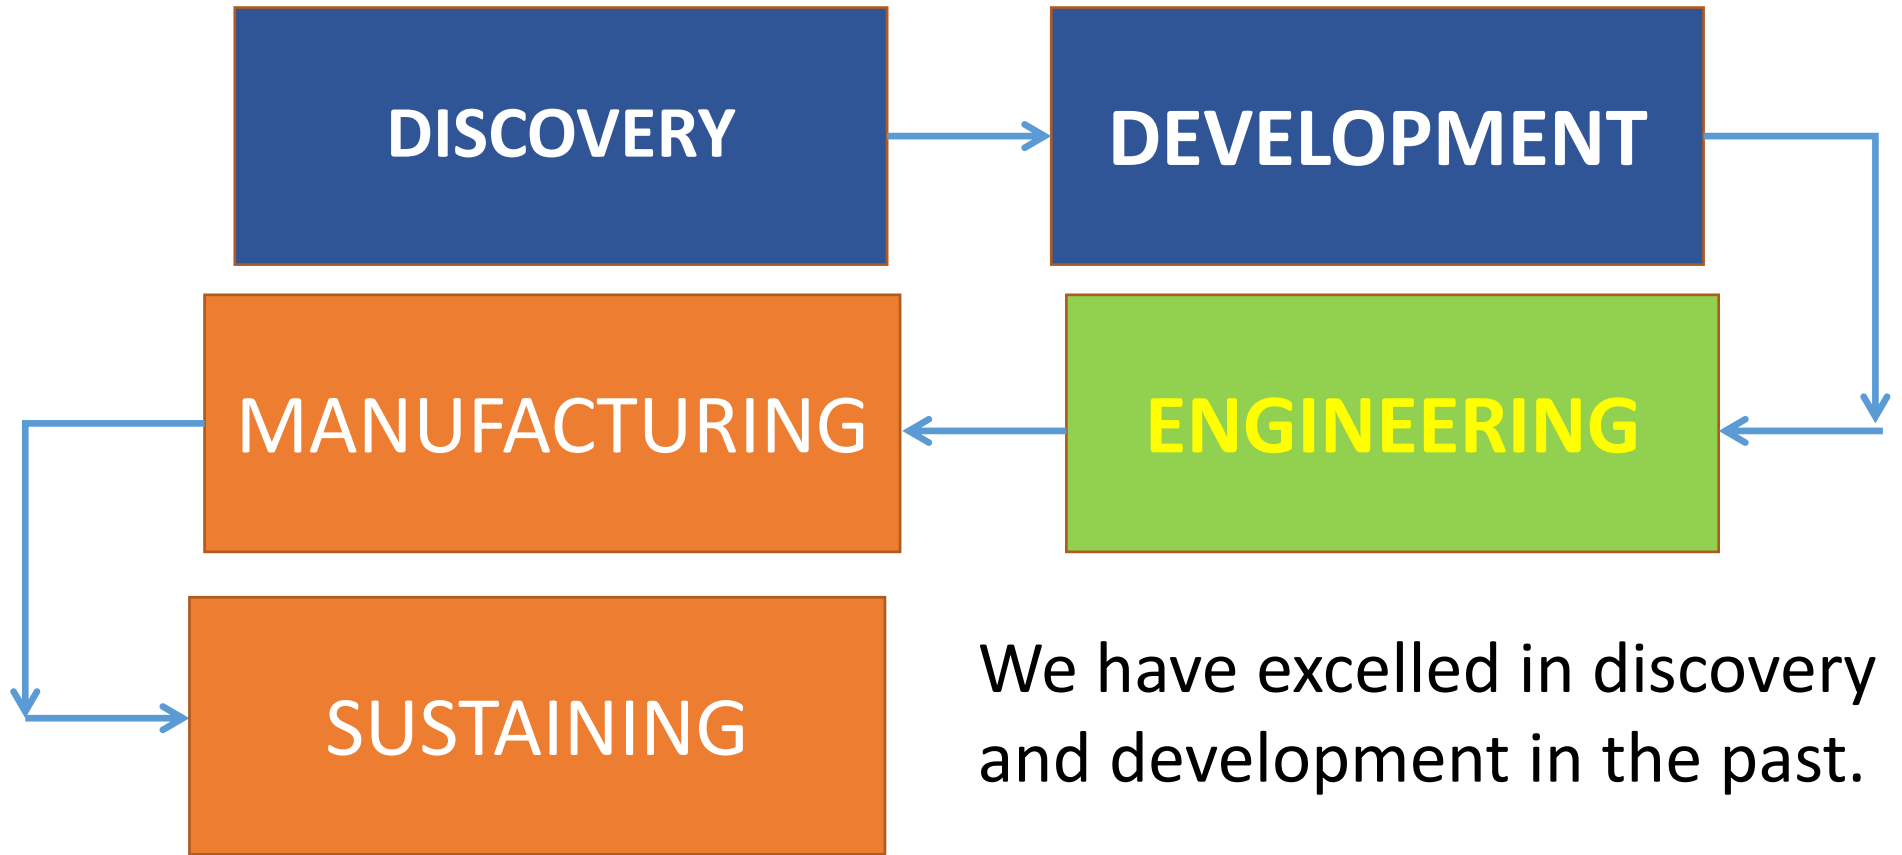 DISCOVERY
DEVELOPMENT
MANUFACTURING
ENGINEERING
SUSTAINING
We have excelled in discovery
and development in the past.